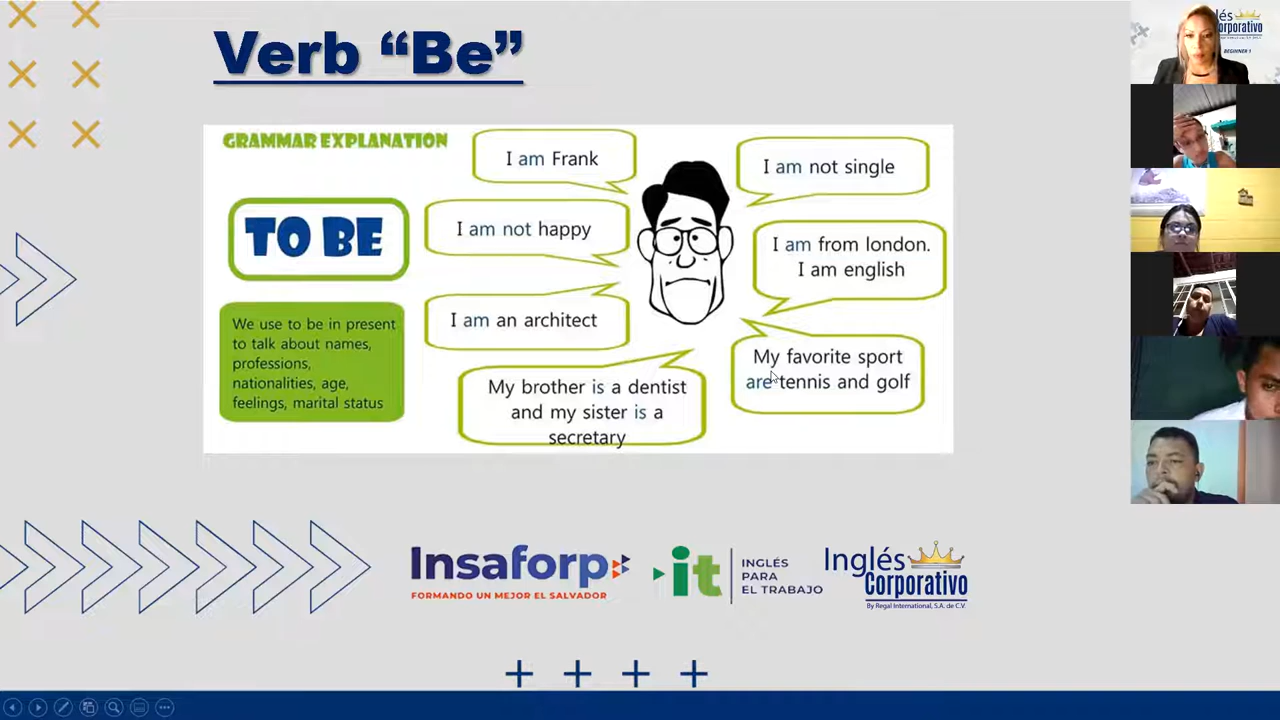 Verb “Be”
GRAMMAR EXPLANATION
TO BE
We use to be in present
to talk about names,
professions,
nationalities, age,
feelings, marital status
I am Frank
I am not happy
I am an architect
My brother is a dentist
and my sister is a
secretary
I am not single
I am from london.
I am english
My favorite sport
are tennis and golf
Insaforp
FORMANDO UN MEJOR EL SALVADOR
it
INGLÉS
PARA
EL TRABAJO
Inglés
Corporativo
By Regal International, S.A. de C.V.
BEGINNER 1